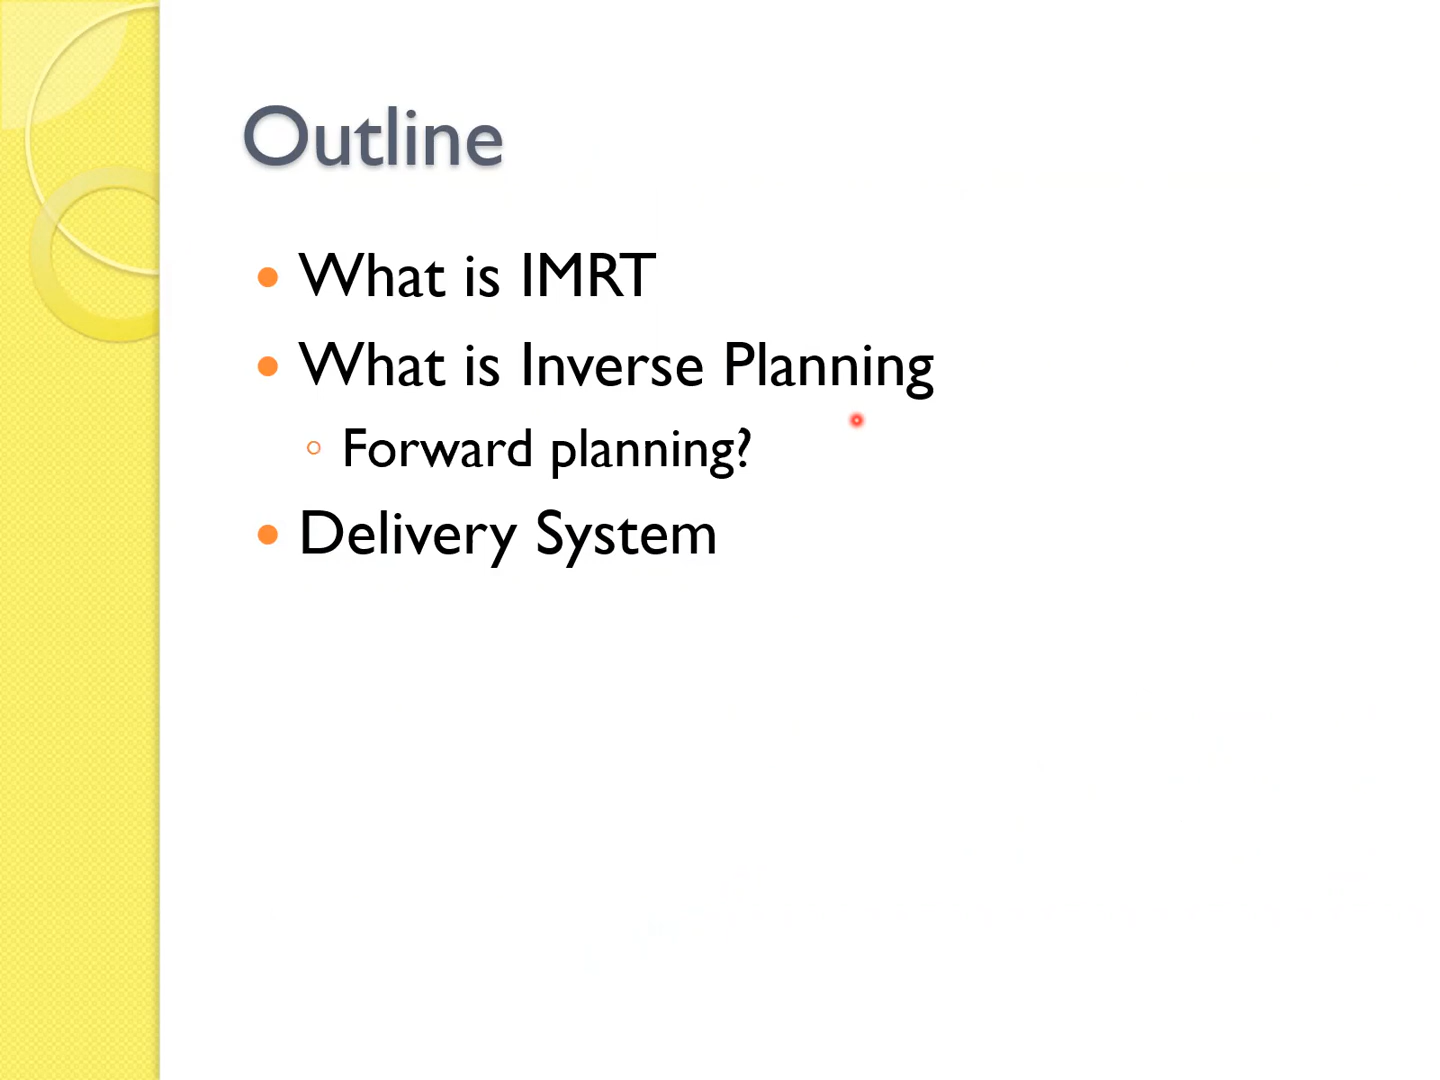 Outline
What is IMRT
What is Inverse Planning
Forward planning?
Delivery System